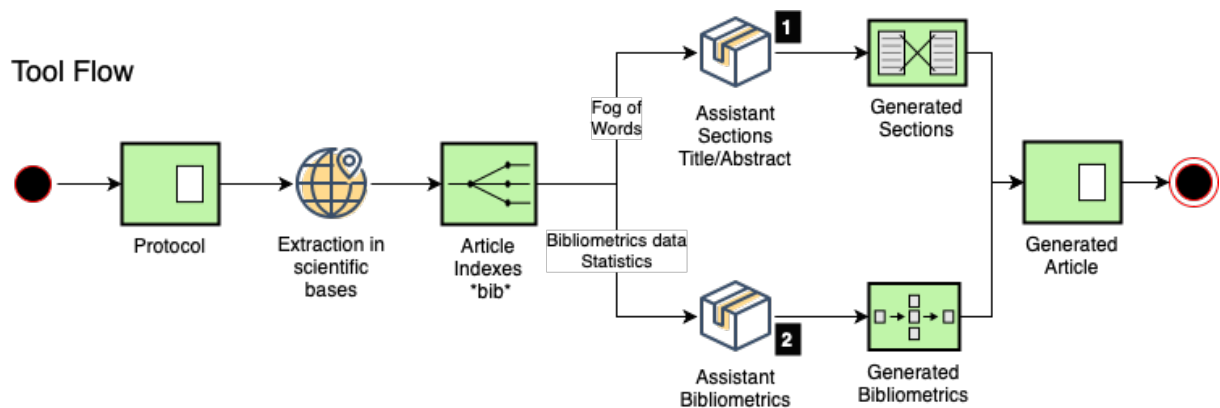 Tool Flow
Protocol
Extraction in
scientific
bases
Article
Indexes
*bib*
Fog of
Words
Bibliometrics data
Statistics
1
Assistant
Sections
Title/Abstract
Generated
Sections
2
Assistant
Bibliometrics
Generated
Bibliometrics
Generated
Article